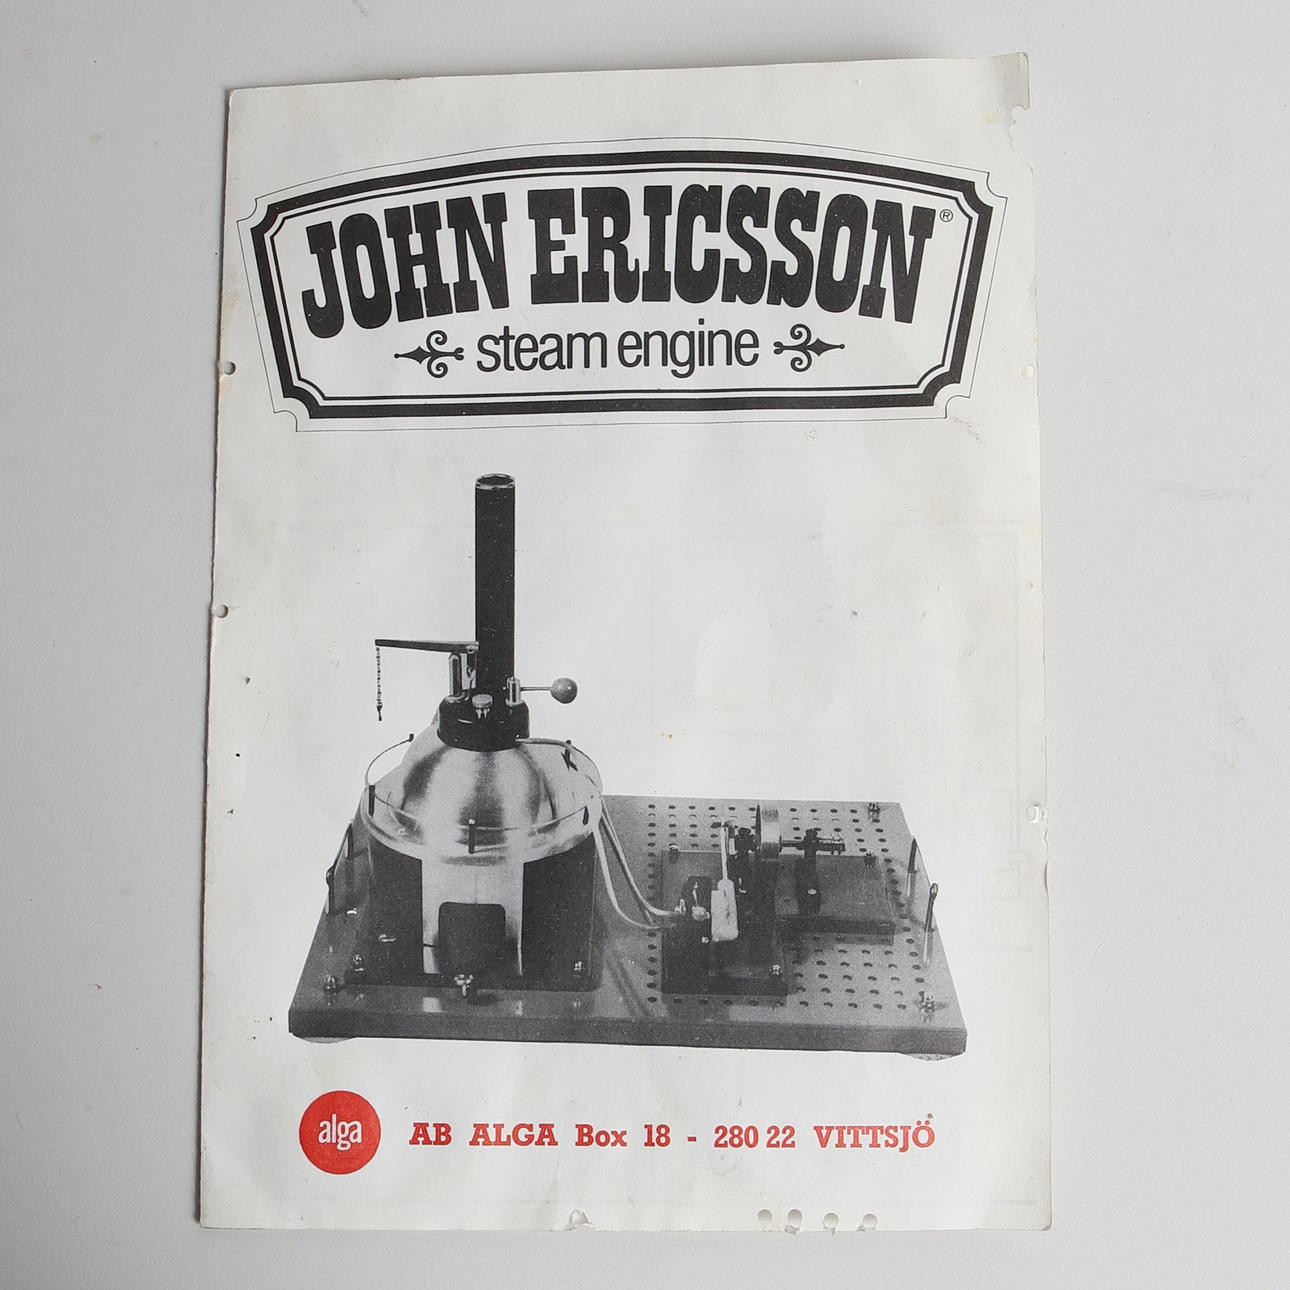 JOHN ERICSSON®
steam engine
alga
AB ALGA Box 18 - 280 22 VITTSJÖ